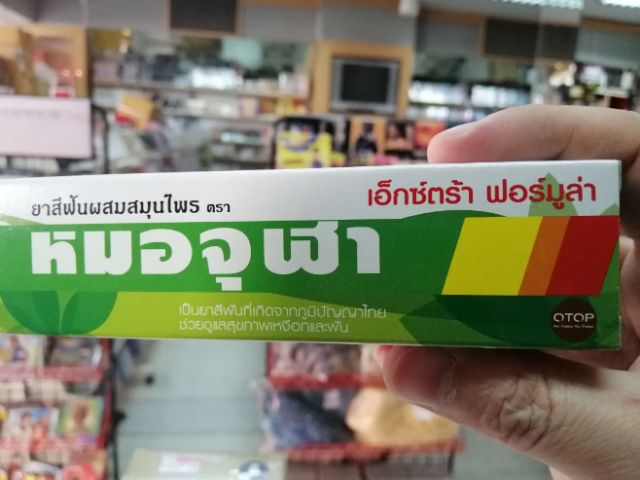 ยาสีฟันผสมสมุนไพร ตรา
เอ็กซ์ตร้า ฟอร์มูล่า
หมอจุฬา
เป็นยาสีฟันที่เกิดจากภูมิปัญญาไทย
ช่วยดูแลสุขภาพเหงือกและฟัน
OTOP